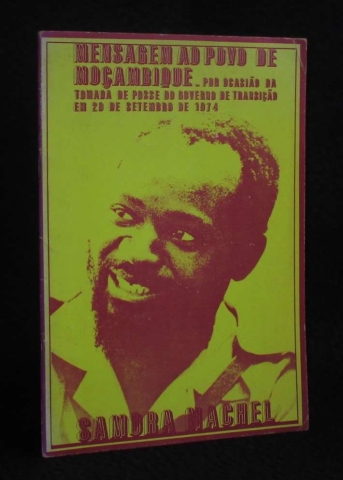 MENSAGEM AO POVO DE
MOÇAMBIQUE_ POR OCASIÃO DA
TOMADA DE POSSE DO GOVERNO DE TRANSIÇÃO
EM 20 DE SETEMBRO DE 1974
SAMORA MACHEL